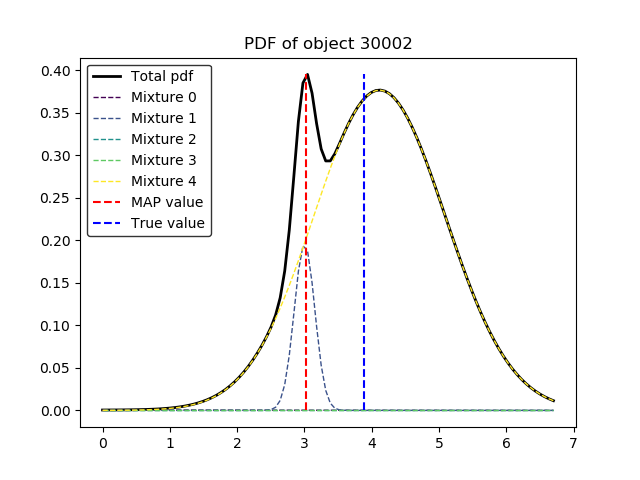 PDF of object 30002
0.40
0.35
0.30
0.25
0.20
0.15
0.10
0.05
0.00
Total pdf
Mixture 0
Mixture 1
Mixture 2
Mixture 3
Mixture 4
MAP value
True value
0 1 2 3 4 5 6 7